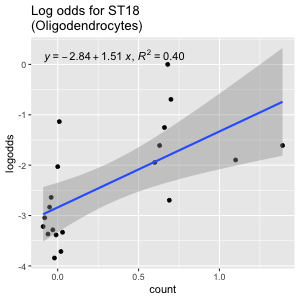 Log odds for ST18
(Oligodendrocytes)
y = −2.84 + 1.51 x, R² = 0.40
logodds
0
-1
-2
-3
-4
0.0 0.5 1.0
count